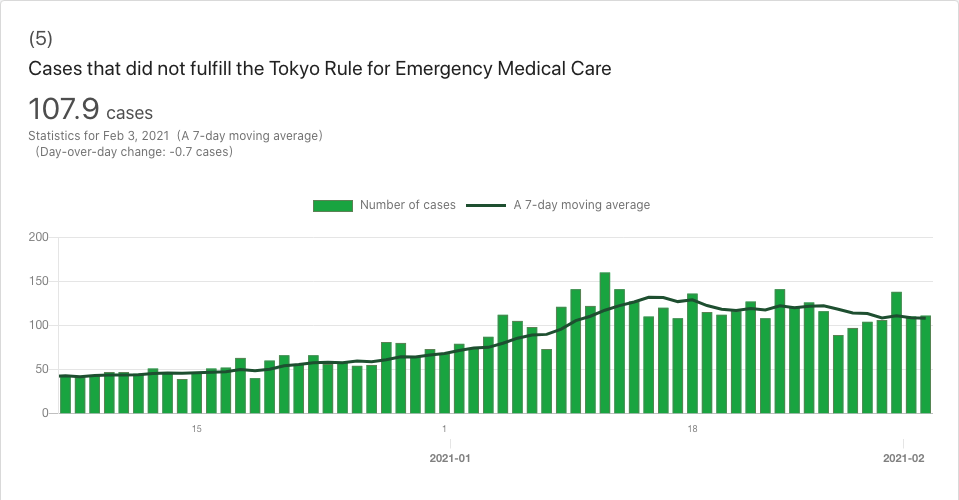 (5)
Cases that did not fulfill the Tokyo Rule for Emergency Medical Care
107.9 cases
Statistics for Feb 3, 2021 (A 7-day moving average)
(Day-over-day change: -0.7 cases)
Number of cases A 7-day moving average
200
150
100
50
0
15 1 18
2021-01 2021-02